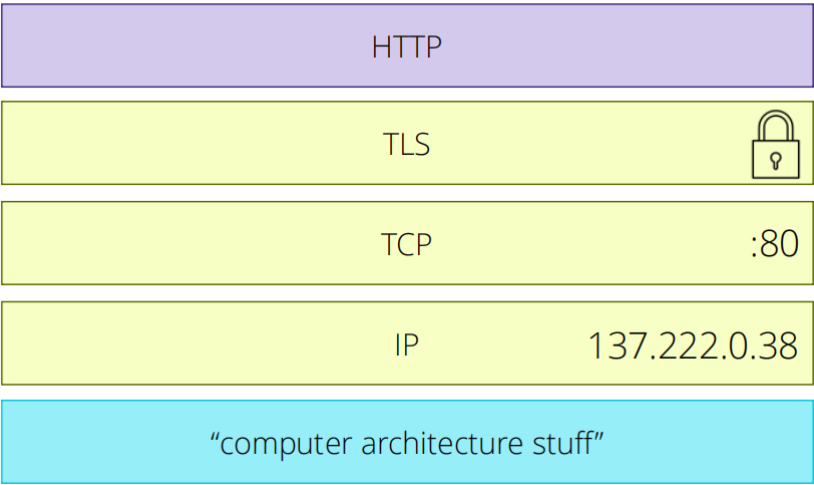 HTTP
TLS
TCP :80
IP 137.222.0.38
“computer architecture stuff”